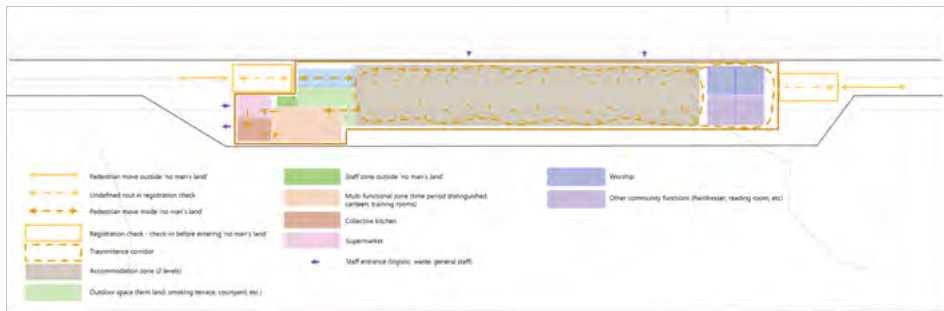 Pedestrian move outside 'no man's land'
Undefined rout in registration check
Pedestrian move inside 'no man's land'
Registration check - check-in before entering 'no man's land'
Trasnmitence corridor
Accommodation zone (2 levels)
Outdoor space (farm land, smoking terrace, courtyard, etc.)
Staff zone outside 'no man's land'
Multi-functional zone (time period distinguished, canteen, training rooms)
Collective kitchen
Supermarket
Staff entrance (logistic, waste, general staff)
Worship
Other community functions (hairdresser, reading room, etc)